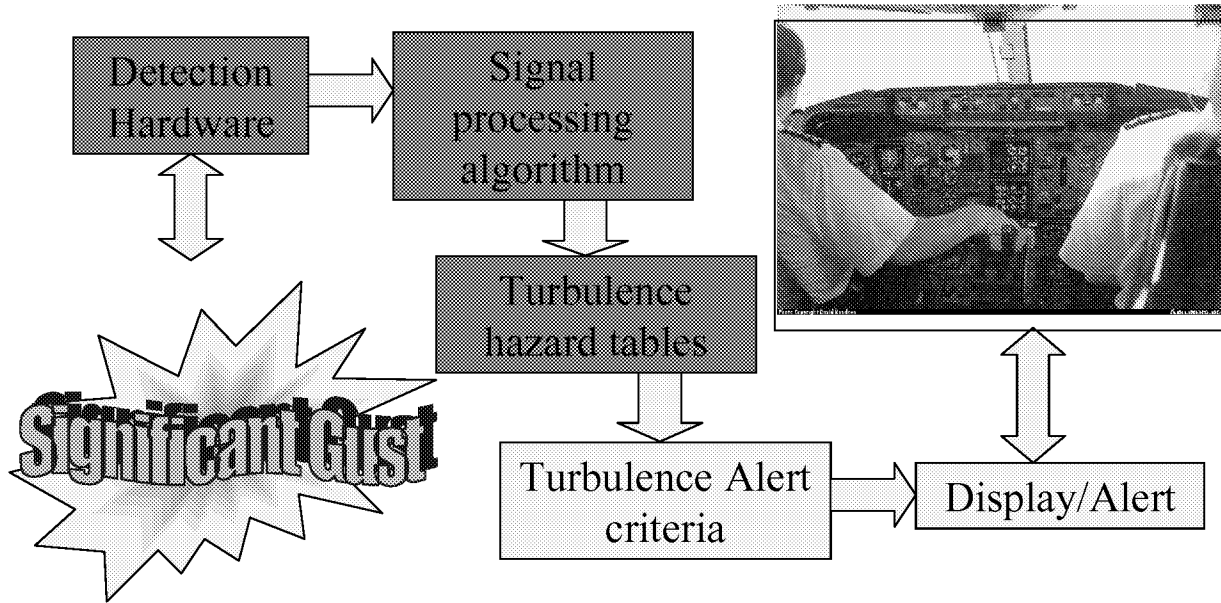 Detection
Hardware
Signal
processing
algorithm
Turbulence
hazard tables
Significant Gust
Turbulence Alert
criteria
Display/Alert